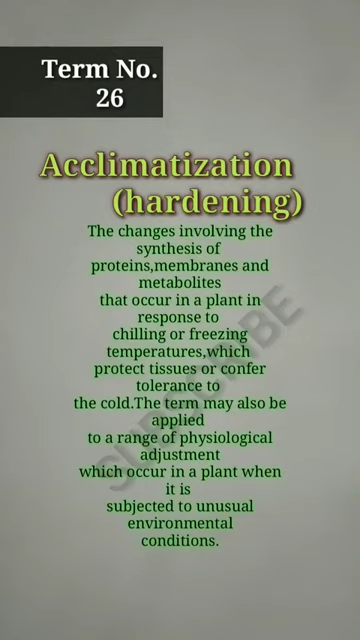 Term No.
26
Acclimatization
(hardening)
The changes involving the
synthesis of
proteins,membranes and
metabolites
that occur in a plant in
response to
chilling or freezing
temperatures,which
protect tissues or confer
tolerance to
the cold.The term may also be
applied
to a range of physiological
adjustment
which occur in a plant when
it is
subjected to unusual
environmental
conditions.
SUBSCRIBE